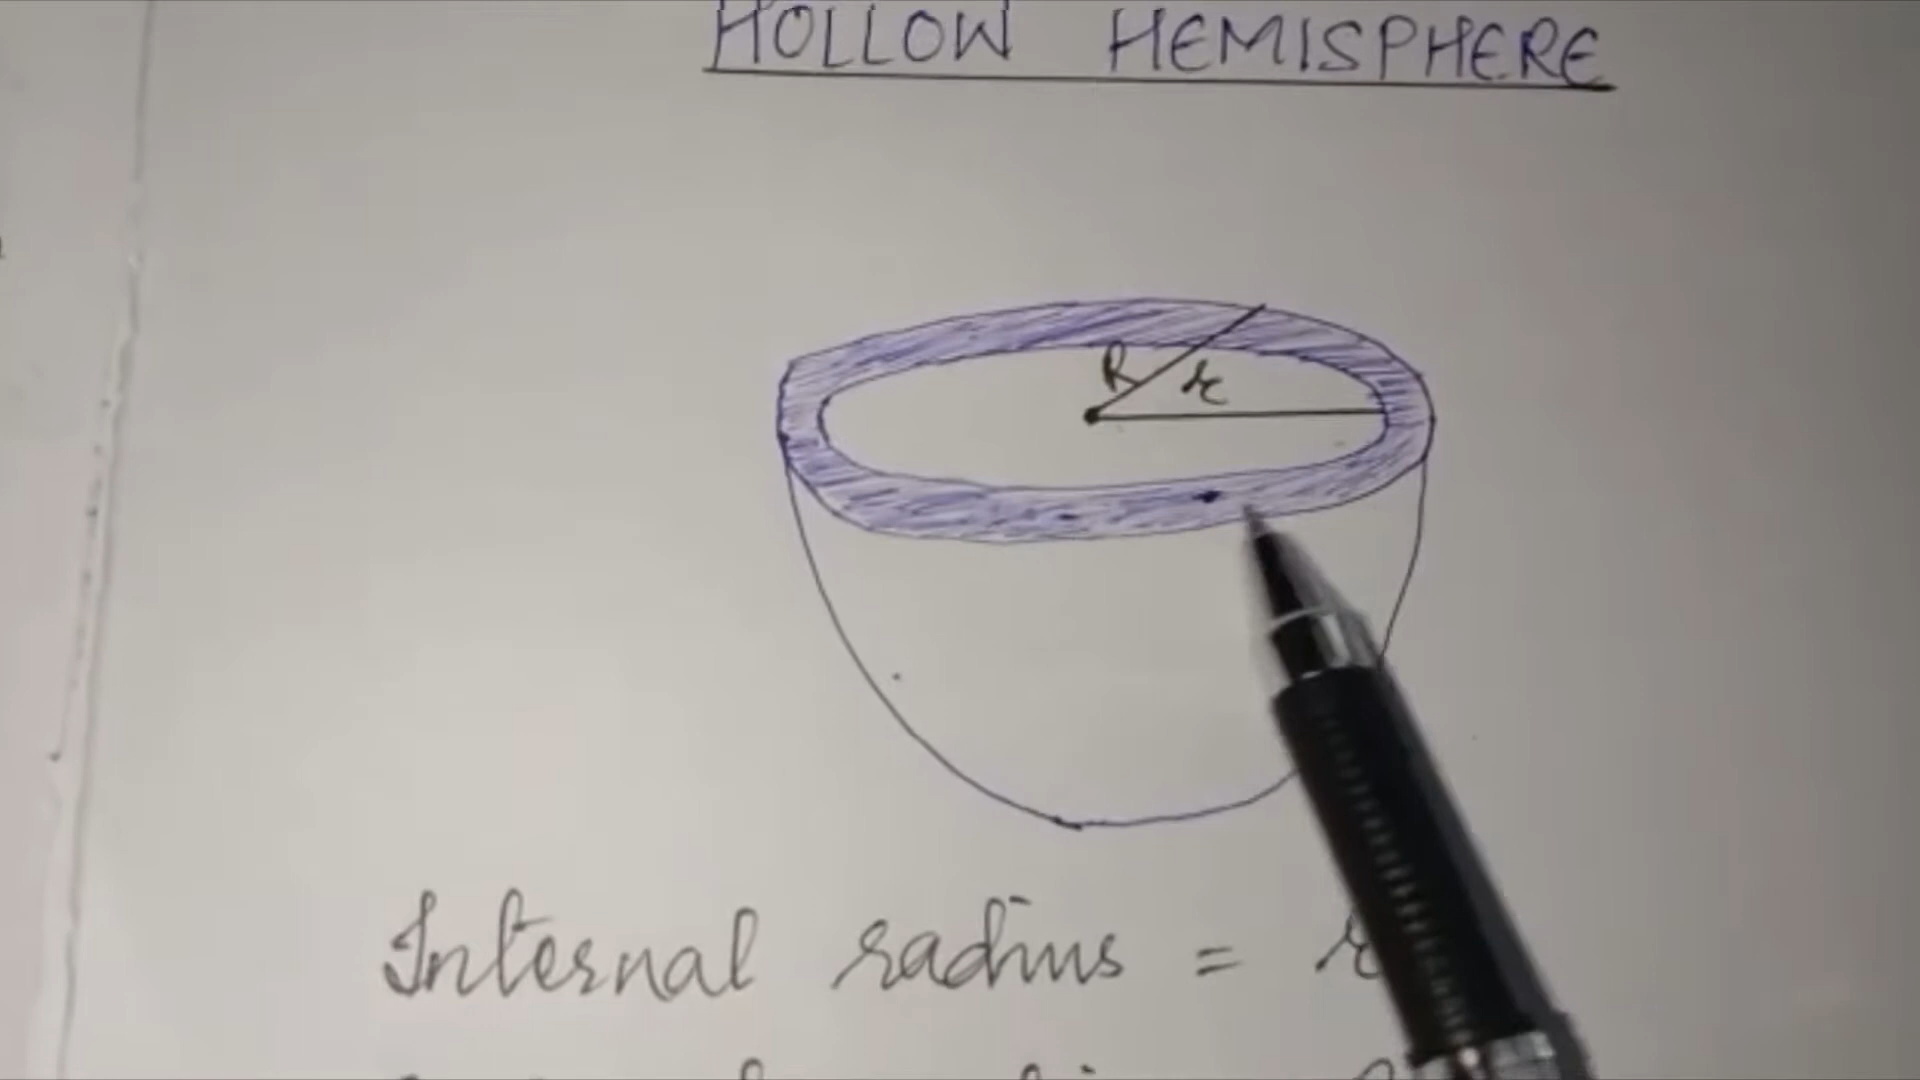 HOLLOW HEMISPHERE
R
r
Internal radius = r